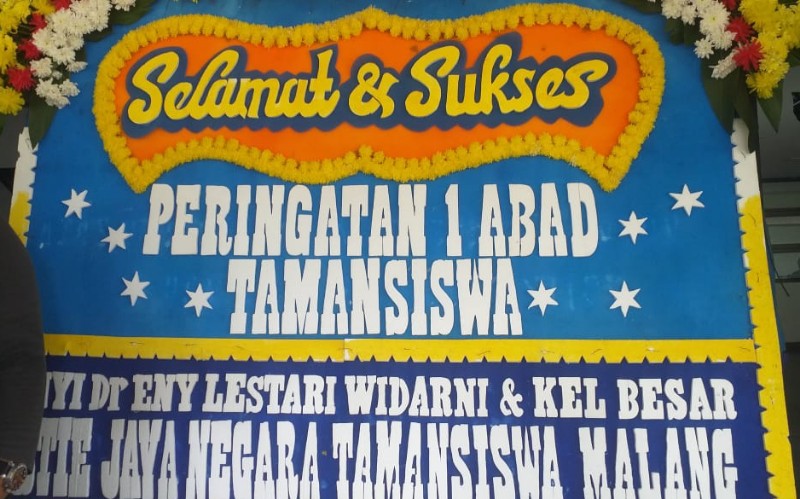 Selamat & Sukses
PERINGATAN 1 ABAD
TAMANSISWA
Dr ENY LESTARI WIDARNI & KEL BESAR
JAYA NEGARA TAMANSISWA MALANG